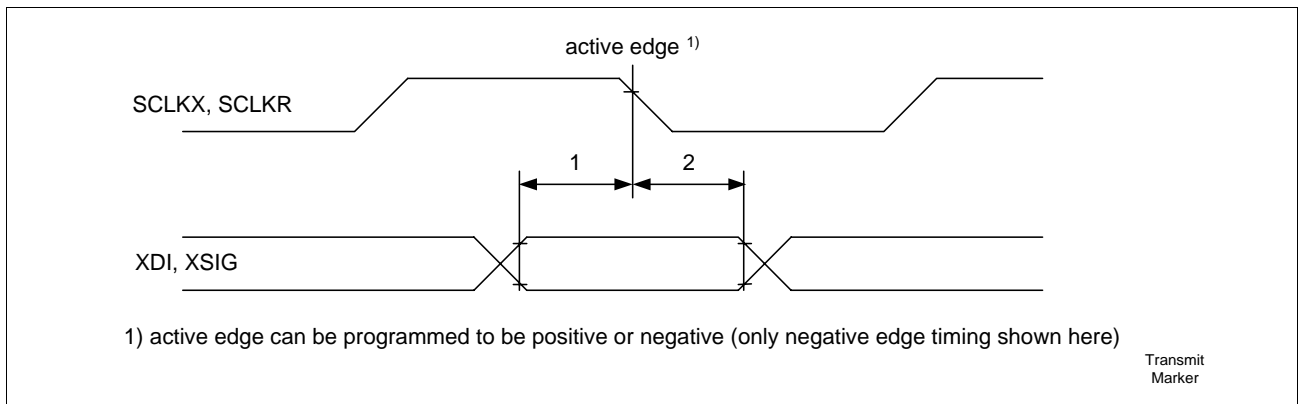 active edge 1)
SCLKX, SCLKR
1 2
XDI, XSIG
1) active edge can be programmed to be positive or negative (only negative edge timing shown here)
Transmit
Marker